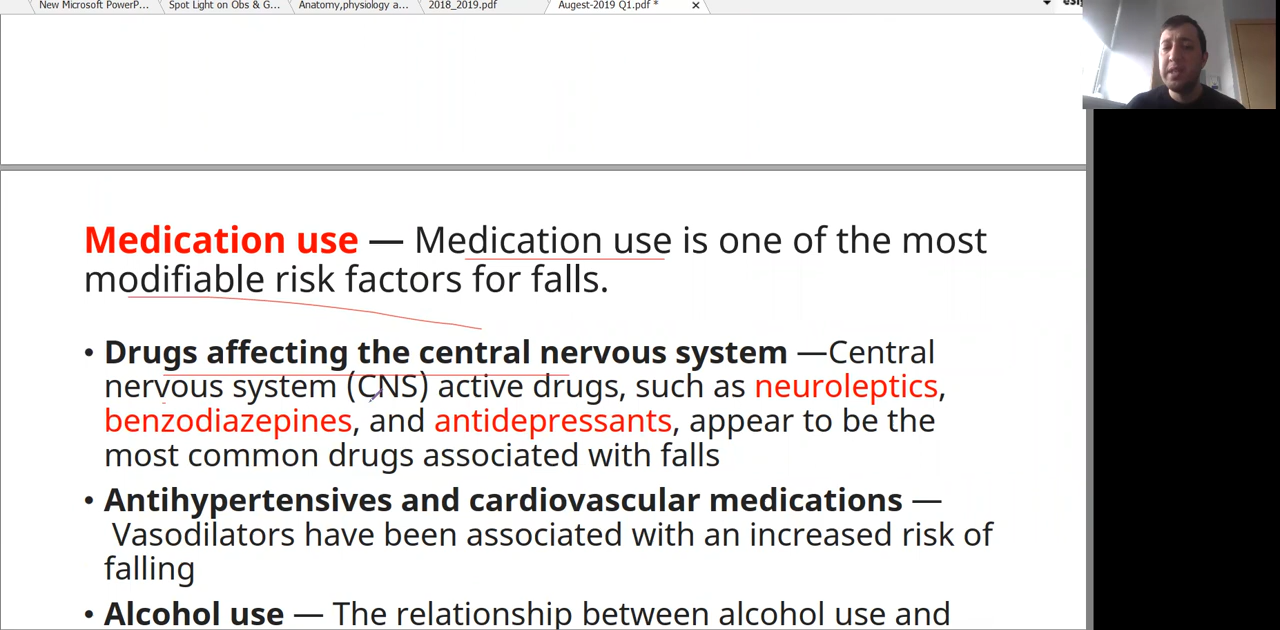 New Microsoft PowerP... Spot Light on Obs & G... Anatomy,physiology a... 2018_2019.pdf Augest-2019 Q1.pdf *
Medication use — Medication use is one of the most
modifiable risk factors for falls.
• Drugs affecting the central nervous system —Central
nervous system (CNS) active drugs, such as neuroleptics,
benzodiazepines, and antidepressants, appear to be the
most common drugs associated with falls
• Antihypertensives and cardiovascular medications —
Vasodilators have been associated with an increased risk of
falling
• Alcohol use — The relationship between alcohol use and